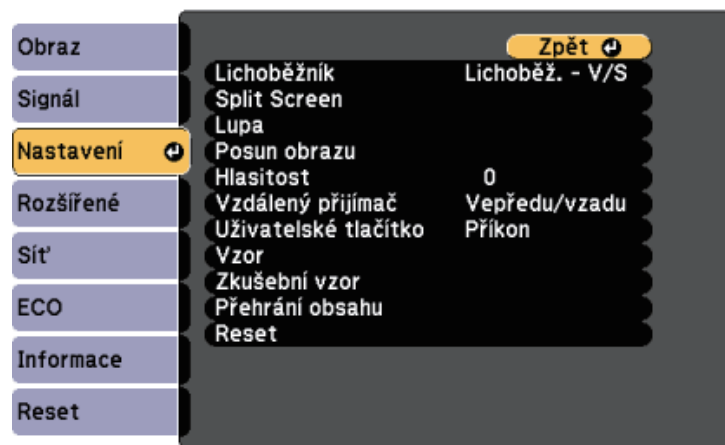 Obraz
Signál
Nastavení
Rozšířené
Síť
ECO
Informace
Reset
Zpět
Lichoběžník Lichoběž. - V/S
Split Screen
Lupa
Posun obrazu
Hlasitost 0
Vzdálený přijímač Vepředu/vzadu
Uživatelské tlačítko Příkon
Vzor
Zkušební vzor
Přehrání obsahu
Reset